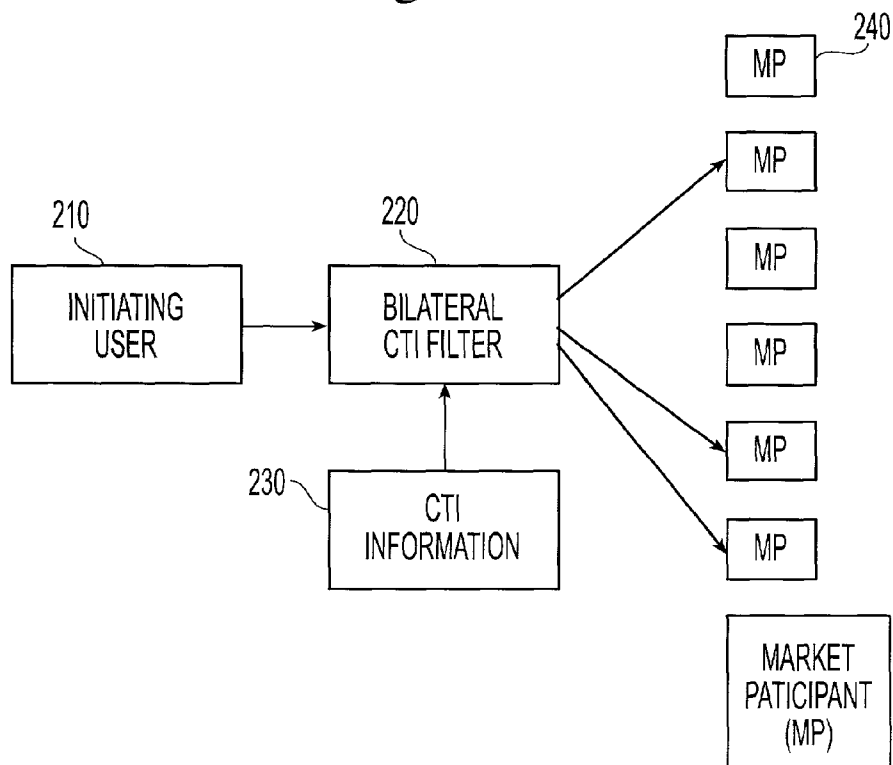 240
MP
MP
210
220
MP
INITIATING
USER
BILATERAL
CTI FILTER
MP
MP
230
CTI
INFORMATION
MP
MARKET
PATICIPANT
(MP)